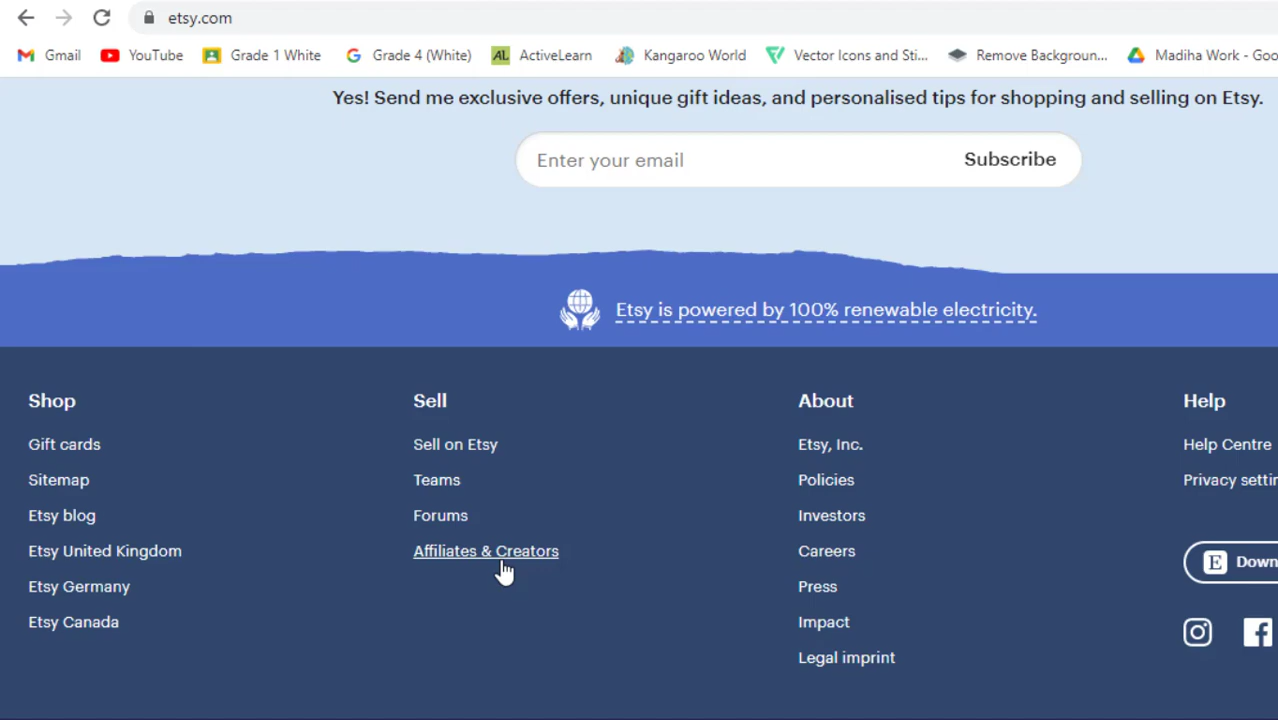 etsy.com
Gmail YouTube Grade 1 White Grade 4 (White) AL ActiveLearn Kangaroo World Vector Icons and Sti... Remove Backgroun... Madiha Work - Goo
Yes! Send me exclusive offers, unique gift ideas, and personalised tips for shopping and selling on Etsy.
Enter your email Subscribe
Etsy is powered by 100% renewable electricity.
Shop
Gift cards
Sitemap
Etsy blog
Etsy United Kingdom
Etsy Germany
Etsy Canada
Sell
Sell on Etsy
Teams
Forums
Affiliates & Creators
About
Etsy, Inc.
Policies
Investors
Careers
Press
Impact
Legal imprint
Help
Help Centre
Privacy settin
E Down